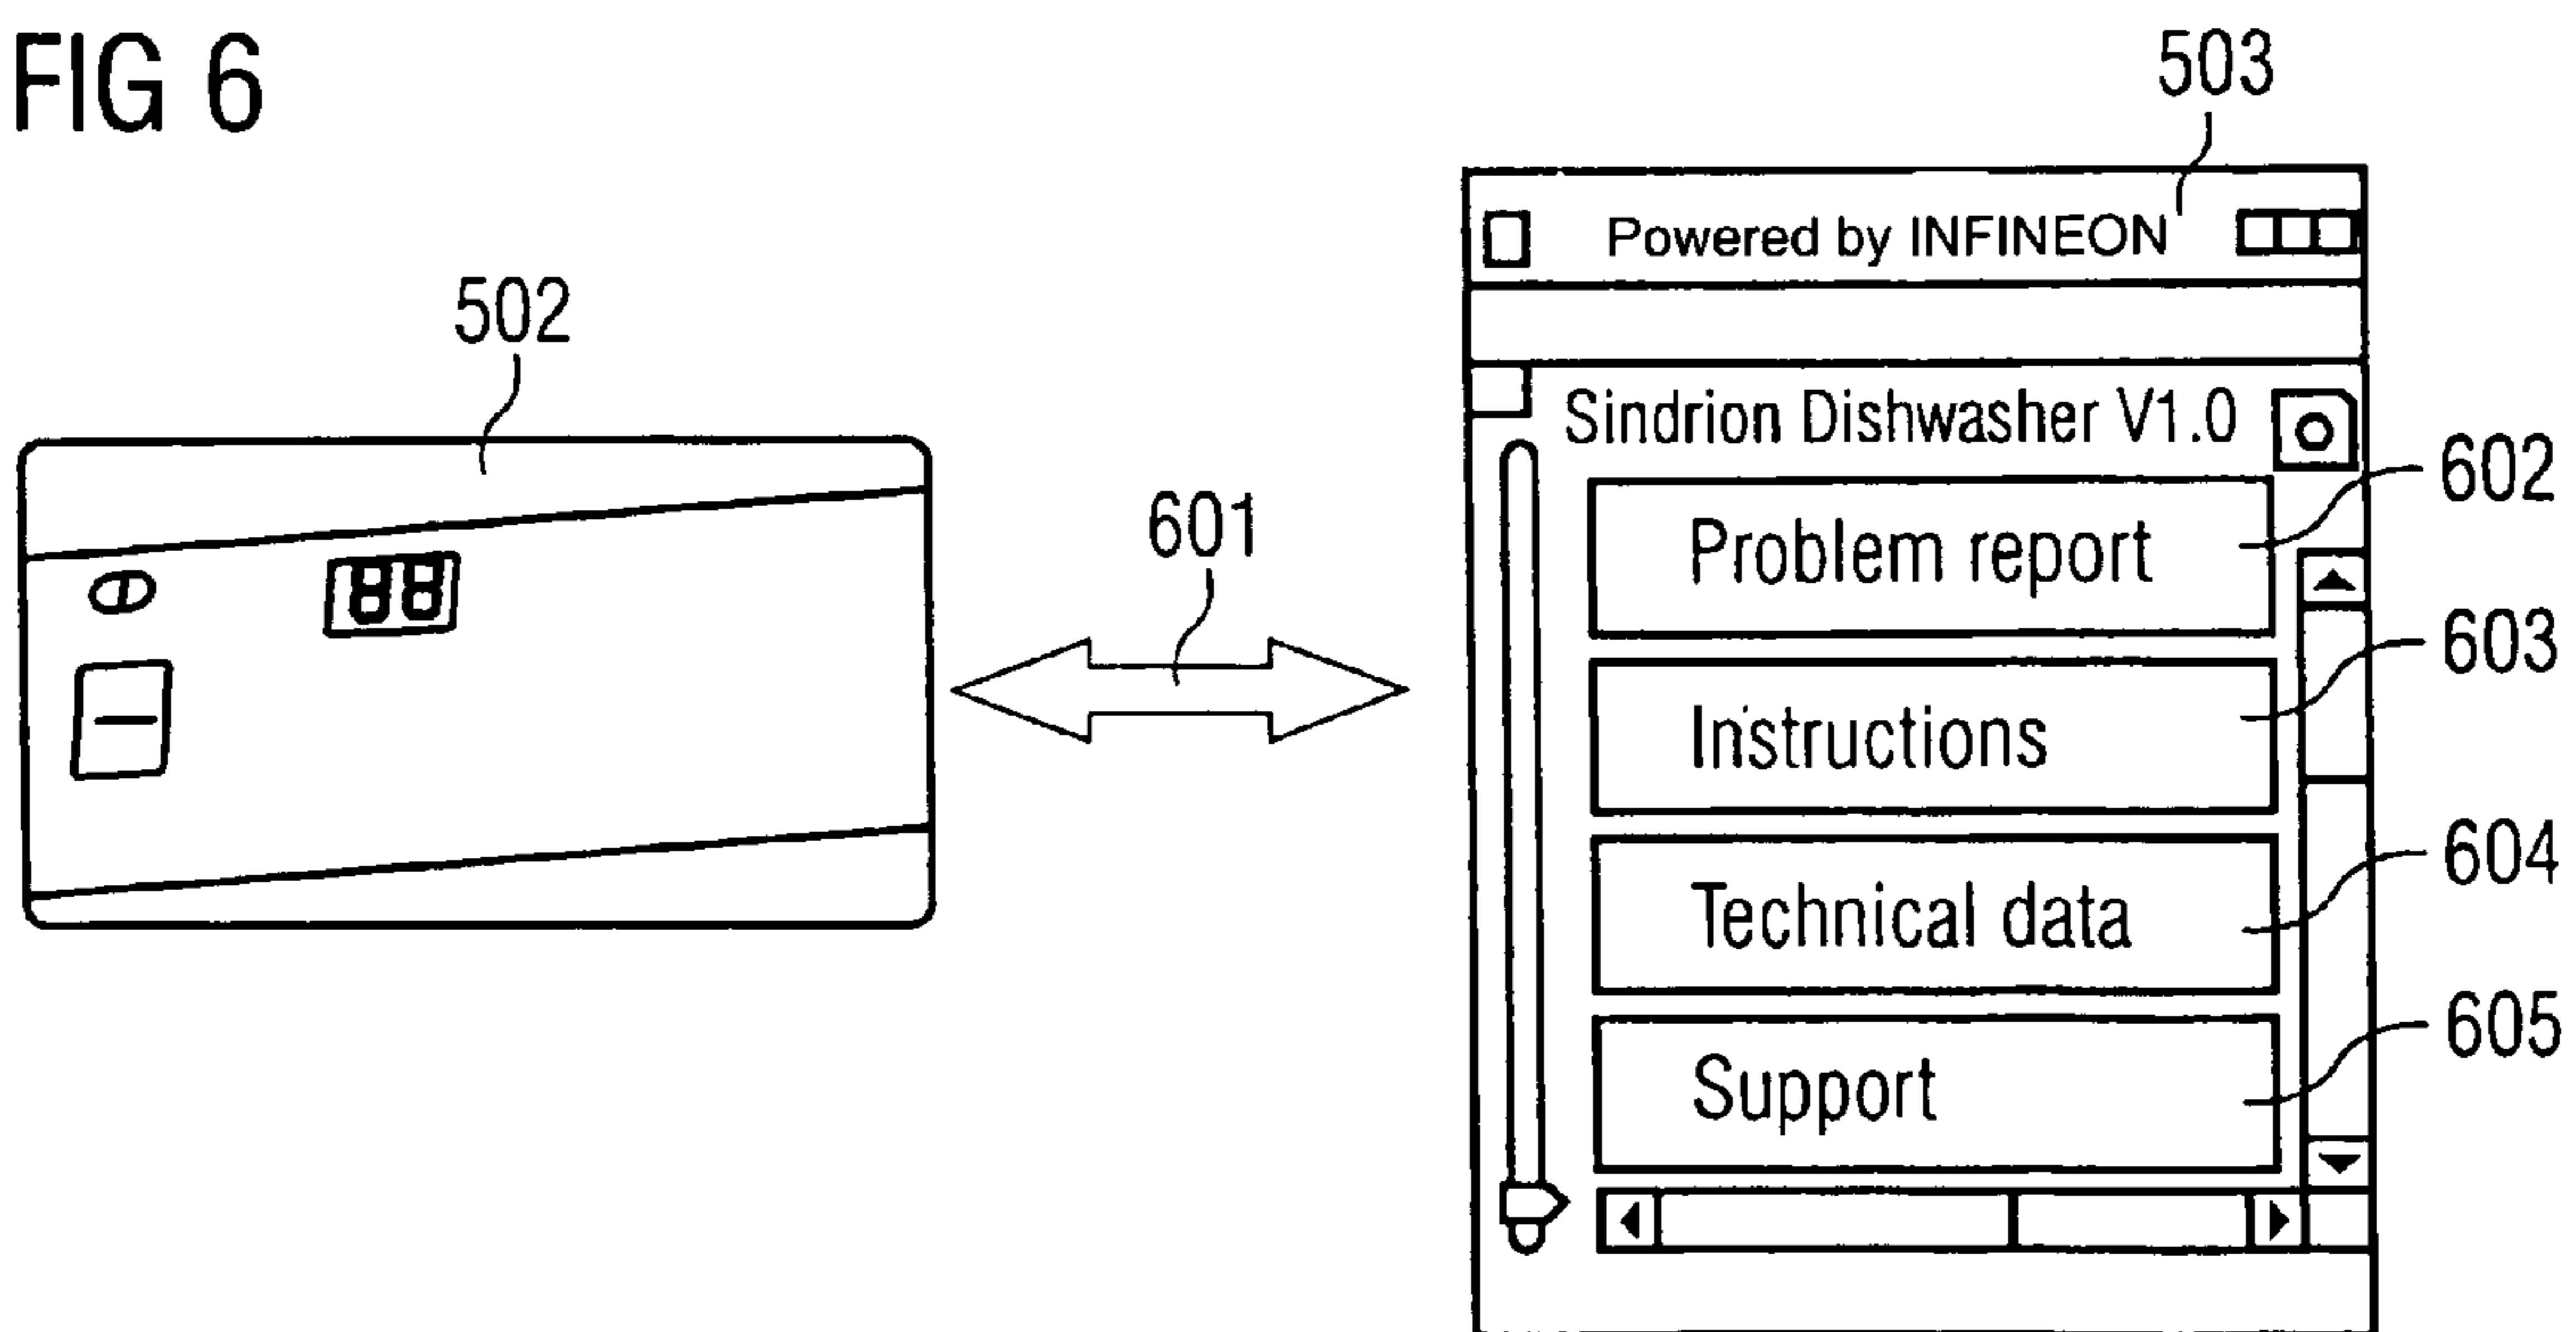 FIG 6
503
Powered by INFINEON
502
Sindrion Dishwasher V1.0
602
Problem report
601
88
603
Instructions
604
Technical data
605
Support